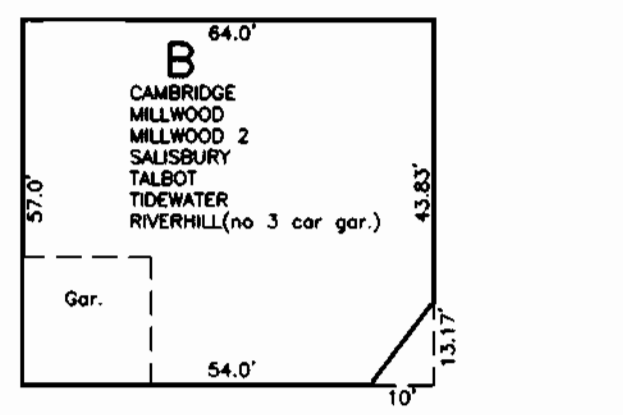 64.0'
B
CAMBRIDGE
MILLWOOD
MILLWOOD 2
SALISBURY
TALBOT
TIDEWATER
RIVERHILL(no 3 car gar.)
57.0'
43.83'
Gar.
13.17'
54.0'
10'